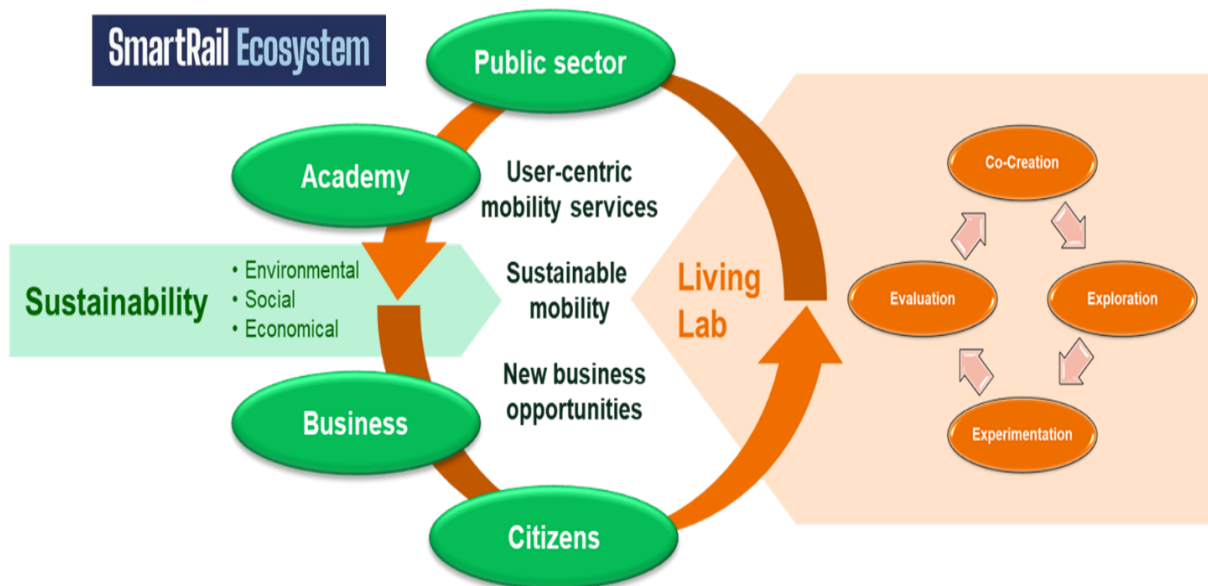 SmartRail Ecosystem
Public sector
Academy
User-centric
mobility services
Sustainability
• Environmental
• Social
• Economical
Sustainable
mobility
New business
opportunities
Business
Citizens
Living
Lab
Co-Creation
Evaluation
Exploration
Experimentation